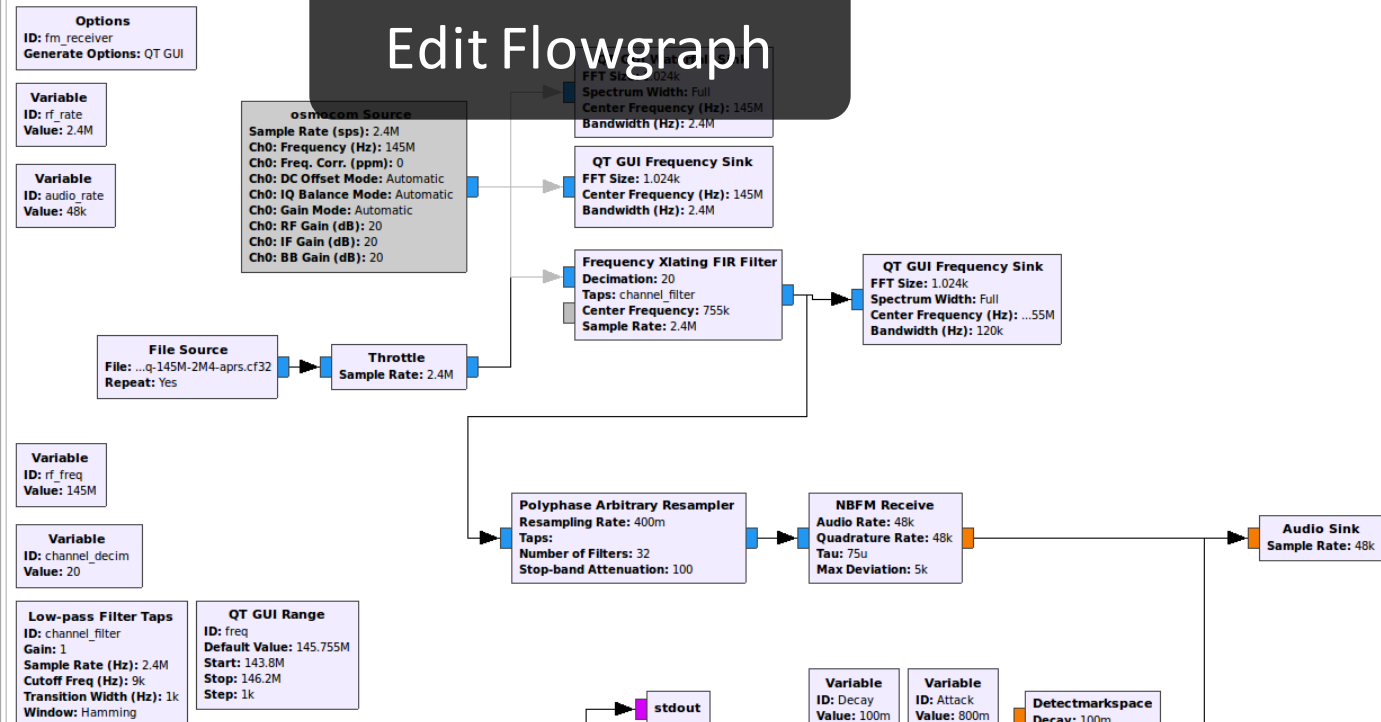 Edit Flowgraph
Options
ID: fm_receiver
Generate Options: QT GUI
Variable
ID: rf_rate
Value: 2.4M
Variable
ID: audio_rate
Value: 48k
osmocom Source
Sample Rate (sps): 2.4M
Ch0: Frequency (Hz): 145M
Ch0: Freq. Corr. (ppm): 0
Ch0: DC Offset Mode: Automatic
Ch0: IQ Balance Mode: Automatic
Ch0: Gain Mode: Automatic
Ch0: RF Gain (dB): 20
Ch0: IF Gain (dB): 20
Ch0: BB Gain (dB): 20
Sink
FFT Size: 1.024k
Spectrum Width: Full
Center Frequency (Hz): 145M
Bandwidth (Hz): 2.4M
QT GUI Frequency Sink
FFT Size: 1.024k
Center Frequency (Hz): 145M
Bandwidth (Hz): 2.4M
Frequency Xlating FIR Filter
Decimation: 20
Taps: channel_filter
Center Frequency: 755k
Sample Rate: 2.4M
QT GUI Frequency Sink
FFT Size: 1.024k
Spectrum Width: Full
Center Frequency (Hz): ...55M
Bandwidth (Hz): 120k
File Source
File: ...q-145M-2M4-aprs.cf32
Repeat: Yes
Throttle
Sample Rate: 2.4M
Variable
ID: rf_freq
Value: 145M
Variable
ID: channel_decim
Value: 20
Polyphase Arbitrary Resampler
Resampling Rate: 400m
Taps:
Number of Filters: 32
Stop-band Attenuation: 100
NBFM Receive
Audio Rate: 48k
Quadrature Rate: 48k
Tau: 75u
Max Deviation: 5k
Audio Sink
Sample Rate: 48k
Low-pass Filter Taps
ID: channel_filter
Gain: 1
Sample Rate (Hz): 2.4M
Cutoff Freq (Hz): 9k
Transition Width (Hz): 1k
Window: Hamming
QT GUI Range
ID: freq
Default Value: 145.755M
Start: 143.8M
Stop: 146.2M
Step: 1k
stdout
Variable
ID: Decay
Value: 100m
Variable
ID: Attack
Value: 800m
Detectmarkspace
Decay: 100m